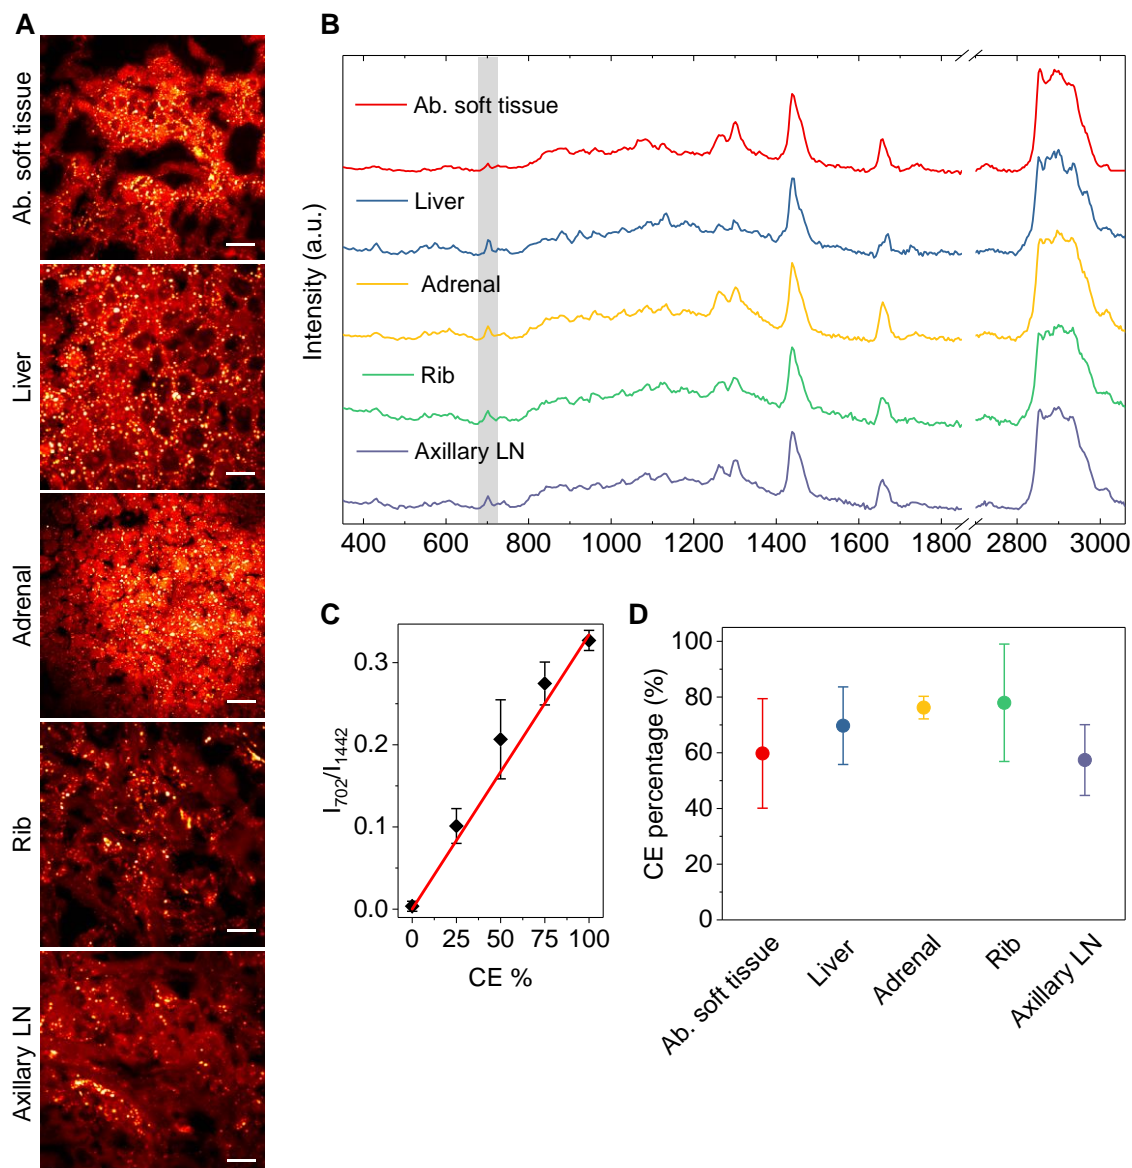 A
Ab. soft tissue
Liver
Adrenal
Rib
Axillary LN
B
Intensity (a.u.)
Ab. soft tissue
Liver
Adrenal
Rib
Axillary LN
400 600 800 1000 1200 1400 1600 1800 2800 3000
C
I₇₀₂/I₁₄₄₂
0.3
0.2
0.1
0.0
0 25 50 75 100
CE %
D
CE percentage (%)
100
80
60
40
20
0
Ab. soft tissue
Liver
Adrenal
Rib
Axillary LN